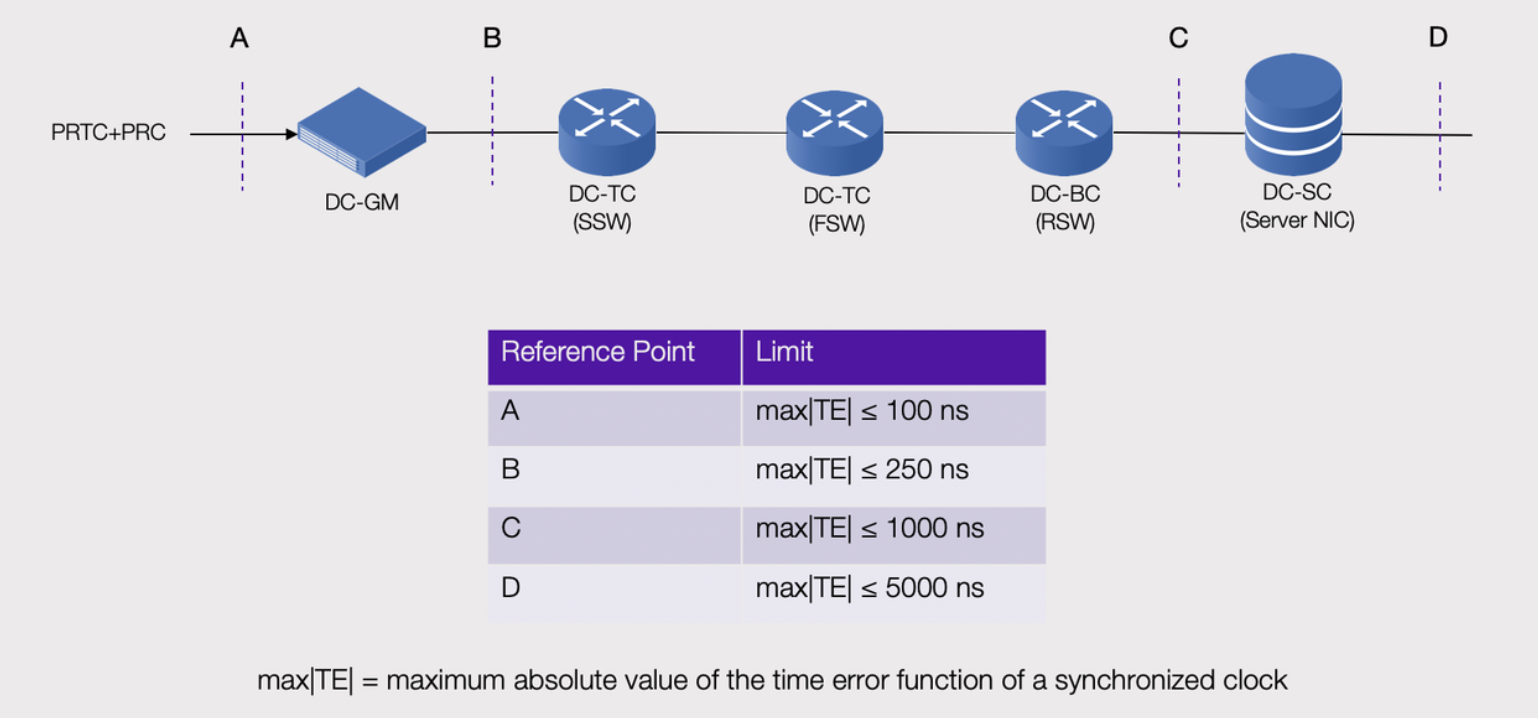 A
B
C
D
PRTC+PRC
DC-GM
DC-TC
(SSW)
DC-TC
(FSW)
DC-BC
(RSW)
DC-SC
(Server NIC)
Reference Point Limit
A max|TE| ≤ 100 ns
B max|TE| ≤ 250 ns
C max|TE| ≤ 1000 ns
D max|TE| ≤ 5000 ns
max|TE| = maximum absolute value of the time error function of a synchronized clock